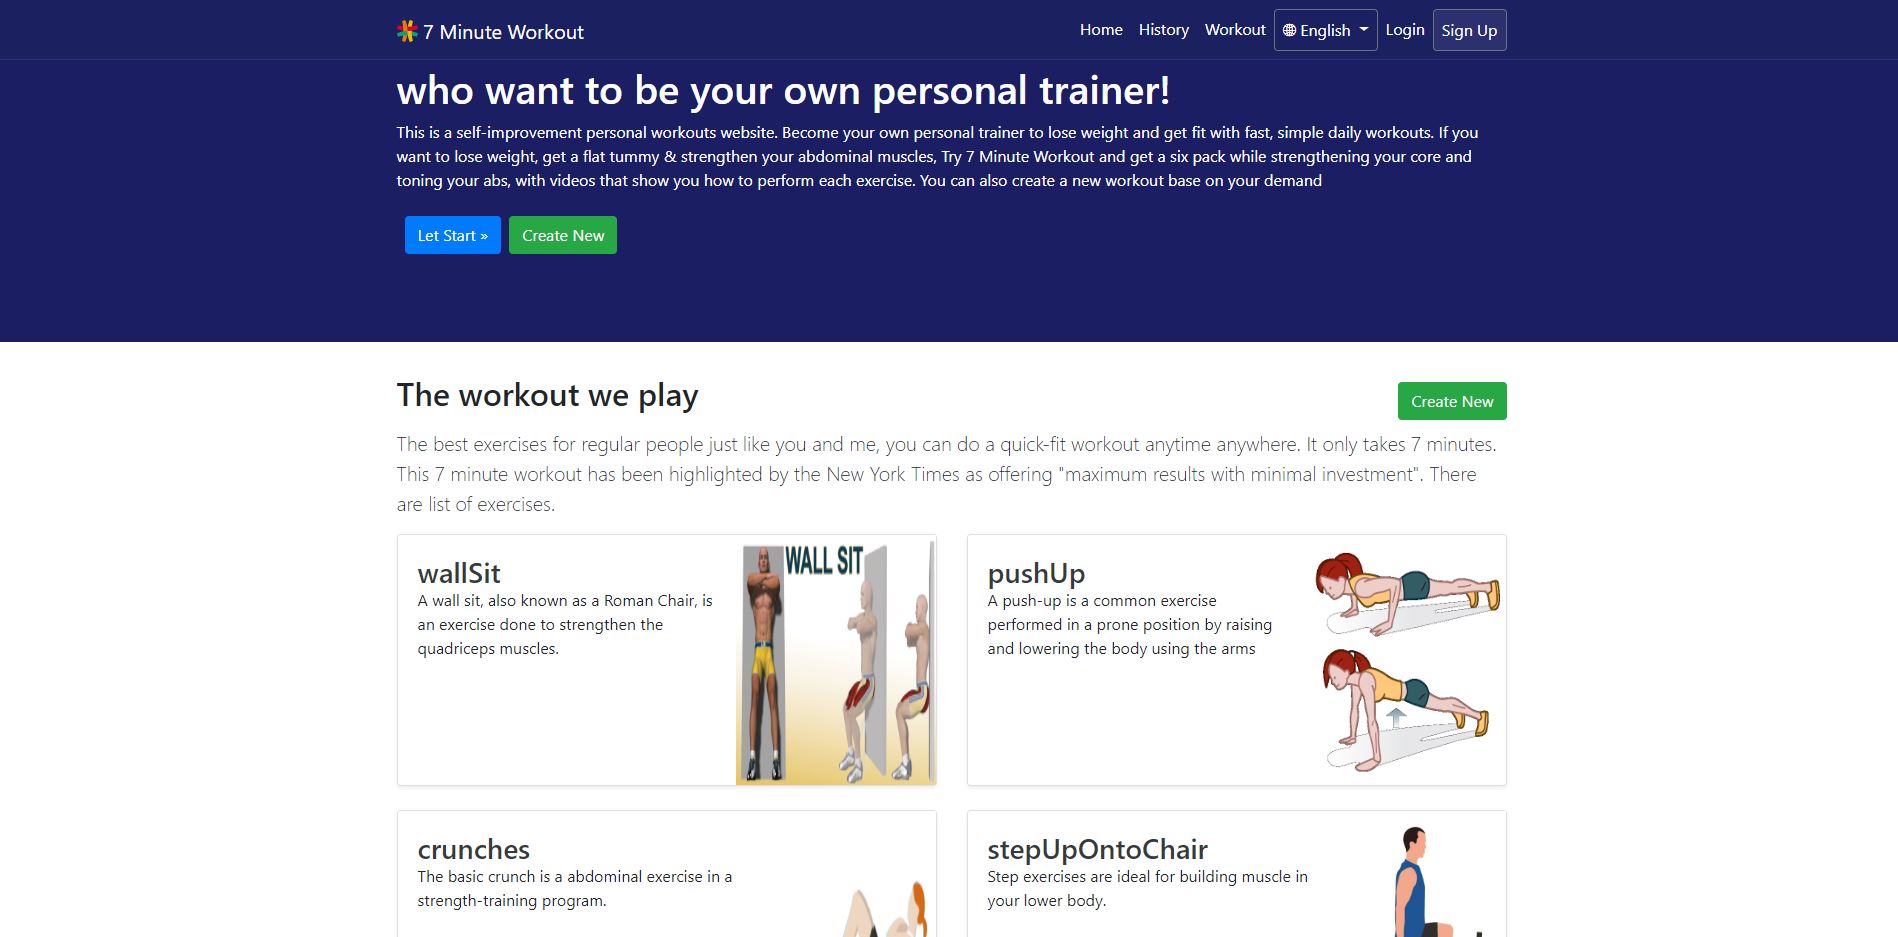 7 Minute Workout
Home History Workout English Login Sign Up
who want to be your own personal trainer!
This is a self-improvement personal workouts website. Become your own personal trainer to lose weight and get fit with fast, simple daily workouts. If you
want to lose weight, get a flat tummy & strengthen your abdominal muscles, Try 7 Minute Workout and get a six pack while strengthening your core and
toning your abs, with videos that show you how to perform each exercise. You can also create a new workout base on your demand
Let Start » Create New
The workout we play
Create New
The best exercises for regular people just like you and me, you can do a quick-fit workout anytime anywhere. It only takes 7 minutes.
This 7 minute workout has been highlighted by the New York Times as offering "maximum results with minimal investment". There
are list of exercises.
wallSit
A wall sit, also known as a Roman Chair, is
an exercise done to strengthen the
quadriceps muscles.
WALL SIT
pushUp
A push-up is a common exercise
performed in a prone position by raising
and lowering the body using the arms
crunches
The basic crunch is a abdominal exercise in a
strength-training program.
stepUpOntoChair
Step exercises are ideal for building muscle in
your lower body.